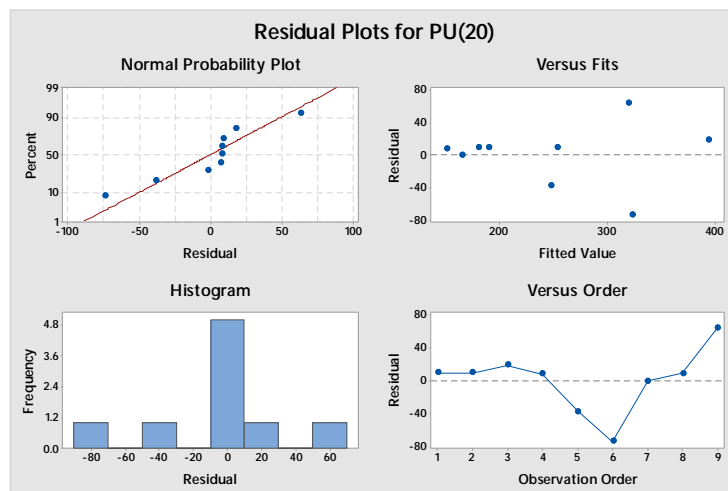 Residual Plots for PU(20)
Normal Probability Plot
99
90
50
10
1
Percent
-100 -50 0 50 100
Residual
Versus Fits
80
40
0
-40
-80
Residual
200 300 400
Fitted Value
Histogram
4.8
3.6
2.4
1.2
0.0
Frequency
-80 -60 -40 -20 0 20 40 60
Residual
Versus Order
80
40
0
-40
-80
Residual
1 2 3 4 5 6 7 8 9
Observation Order